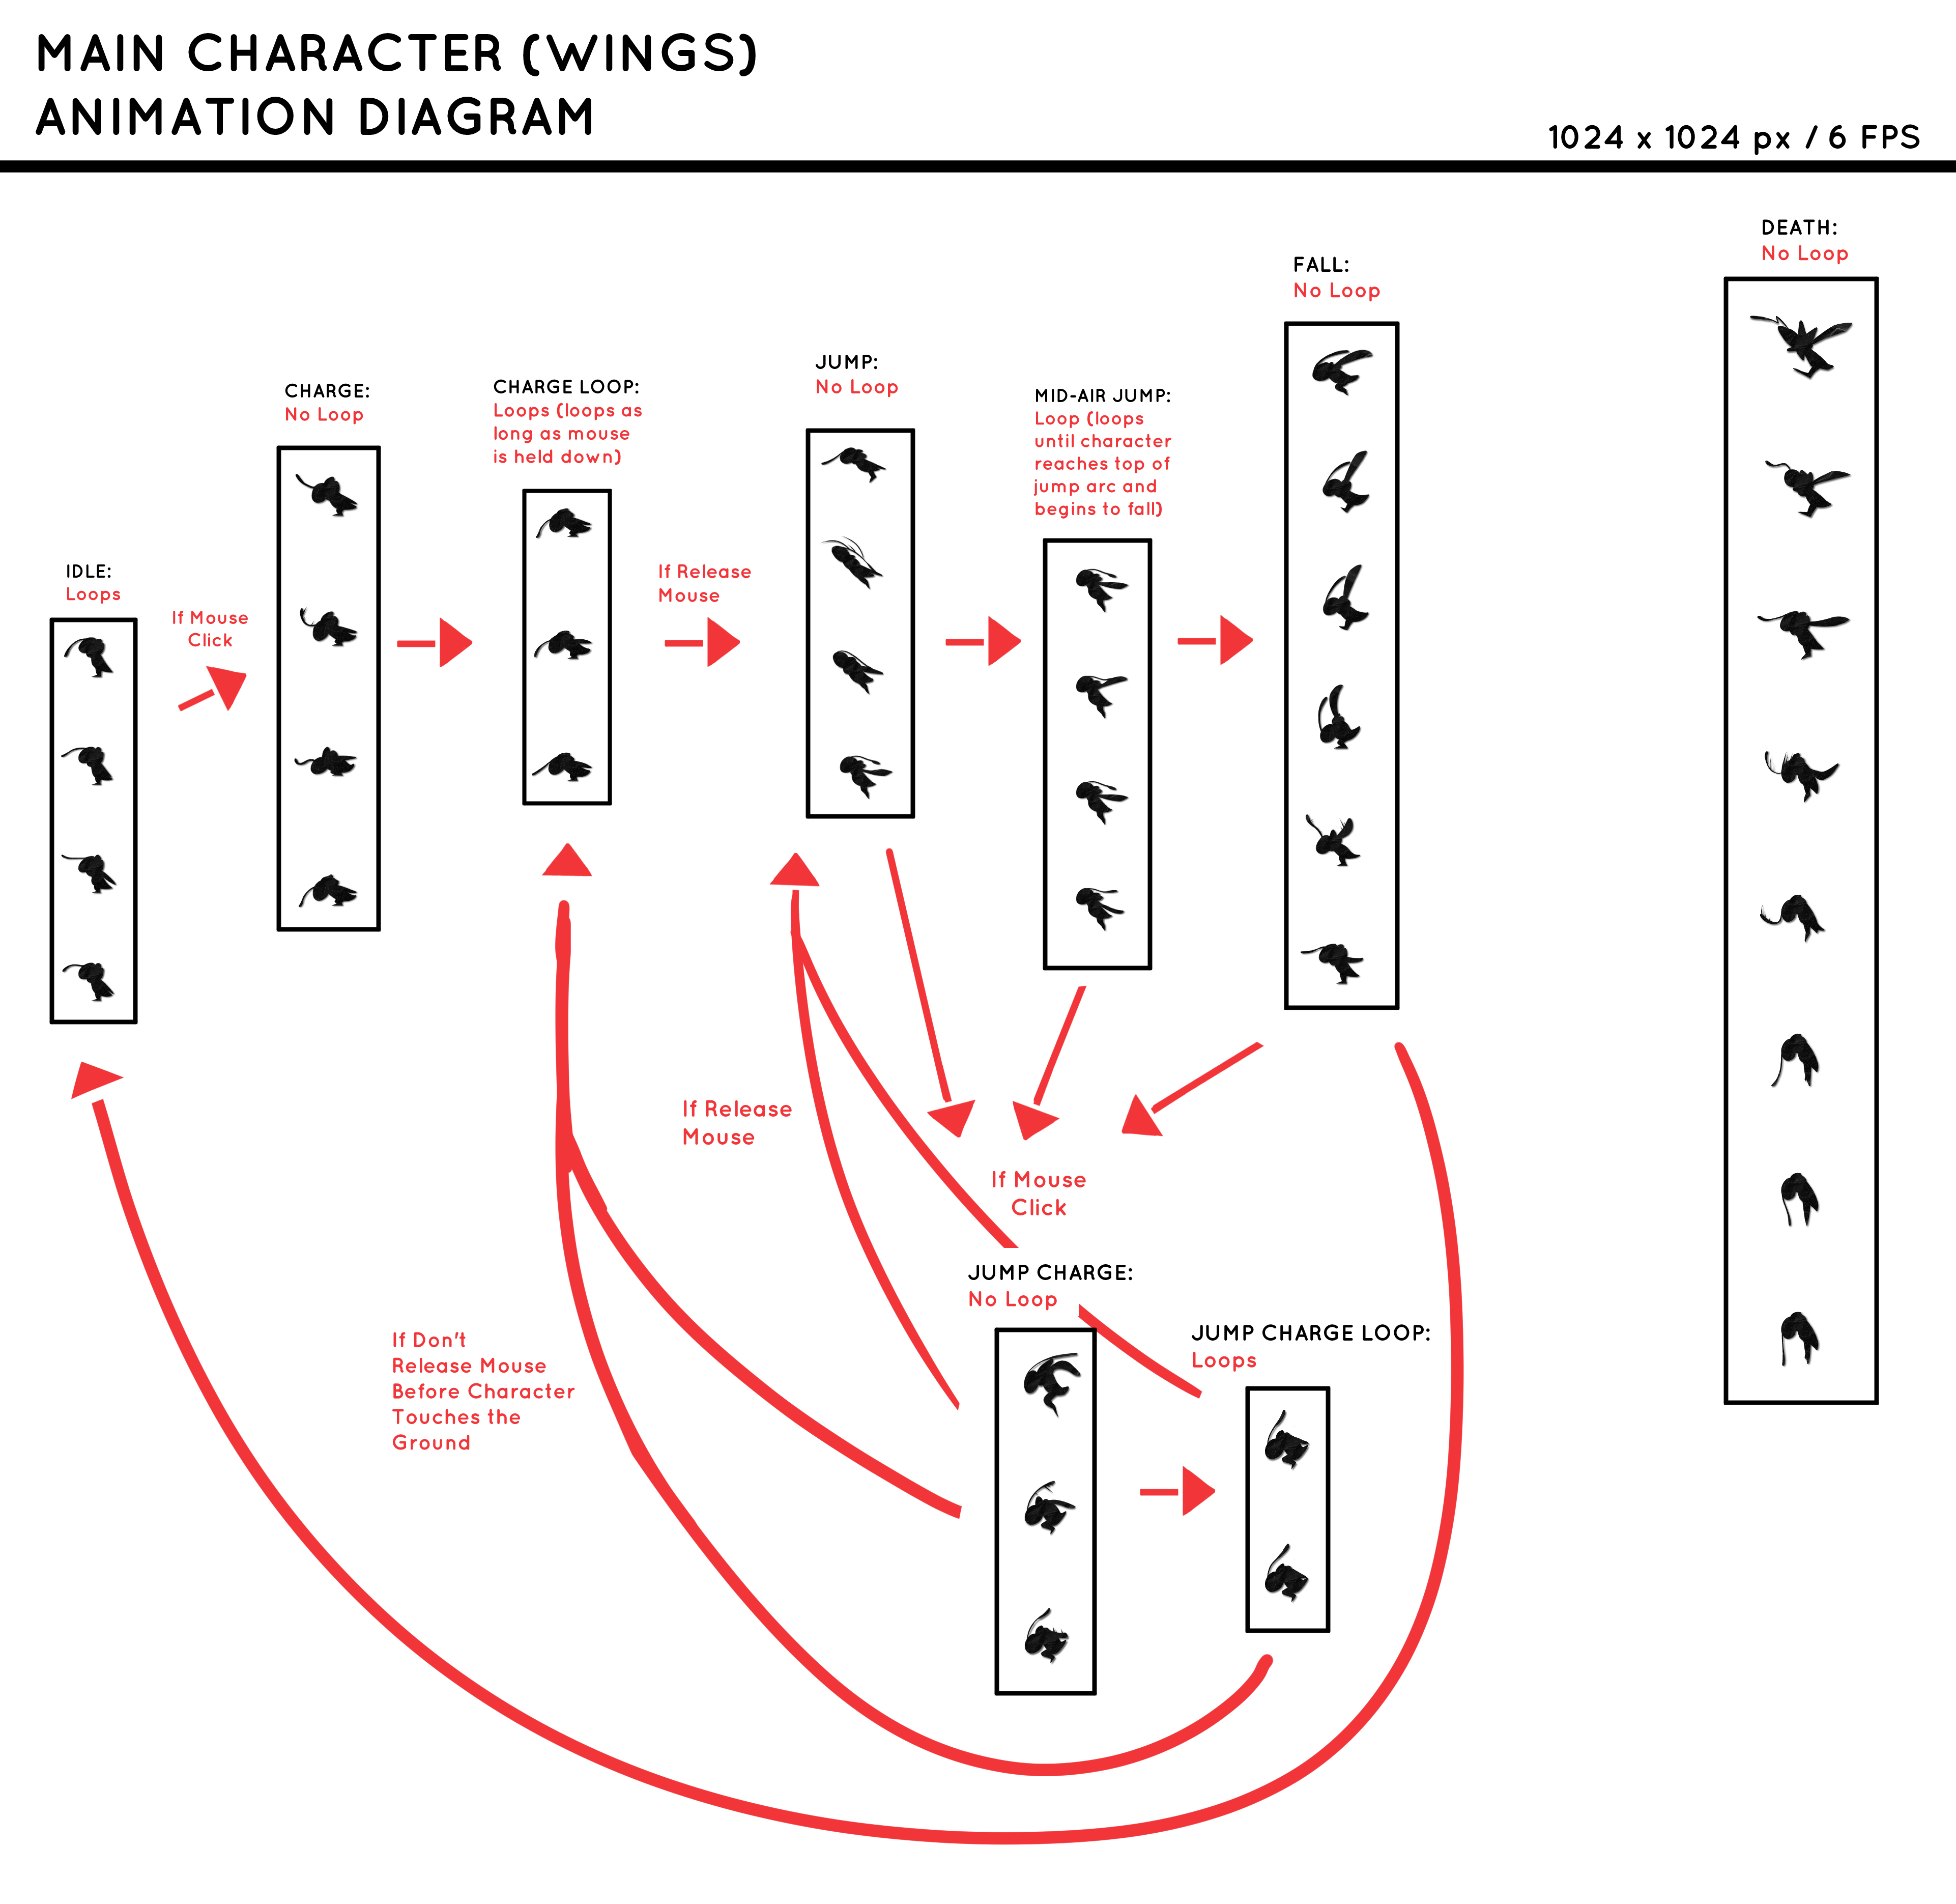 MAIN CHARACTER (WINGS)
ANIMATION DIAGRAM
1024 x 1024 px / 6 FPS
IDLE:
Loops
If Mouse
Click
CHARGE:
No Loop
CHARGE LOOP:
Loops (loops as
long as mouse
is held down)
If Release
Mouse
JUMP:
No Loop
MID-AIR JUMP:
Loop (loops
until character
reaches top of
jump arc and
begins to fall)
FALL:
No Loop
DEATH:
No Loop
If Release
Mouse
If Mouse
Click
JUMP CHARGE:
No Loop
JUMP CHARGE LOOP:
Loops
If Don't
Release Mouse
Before Character
Touches the
Ground